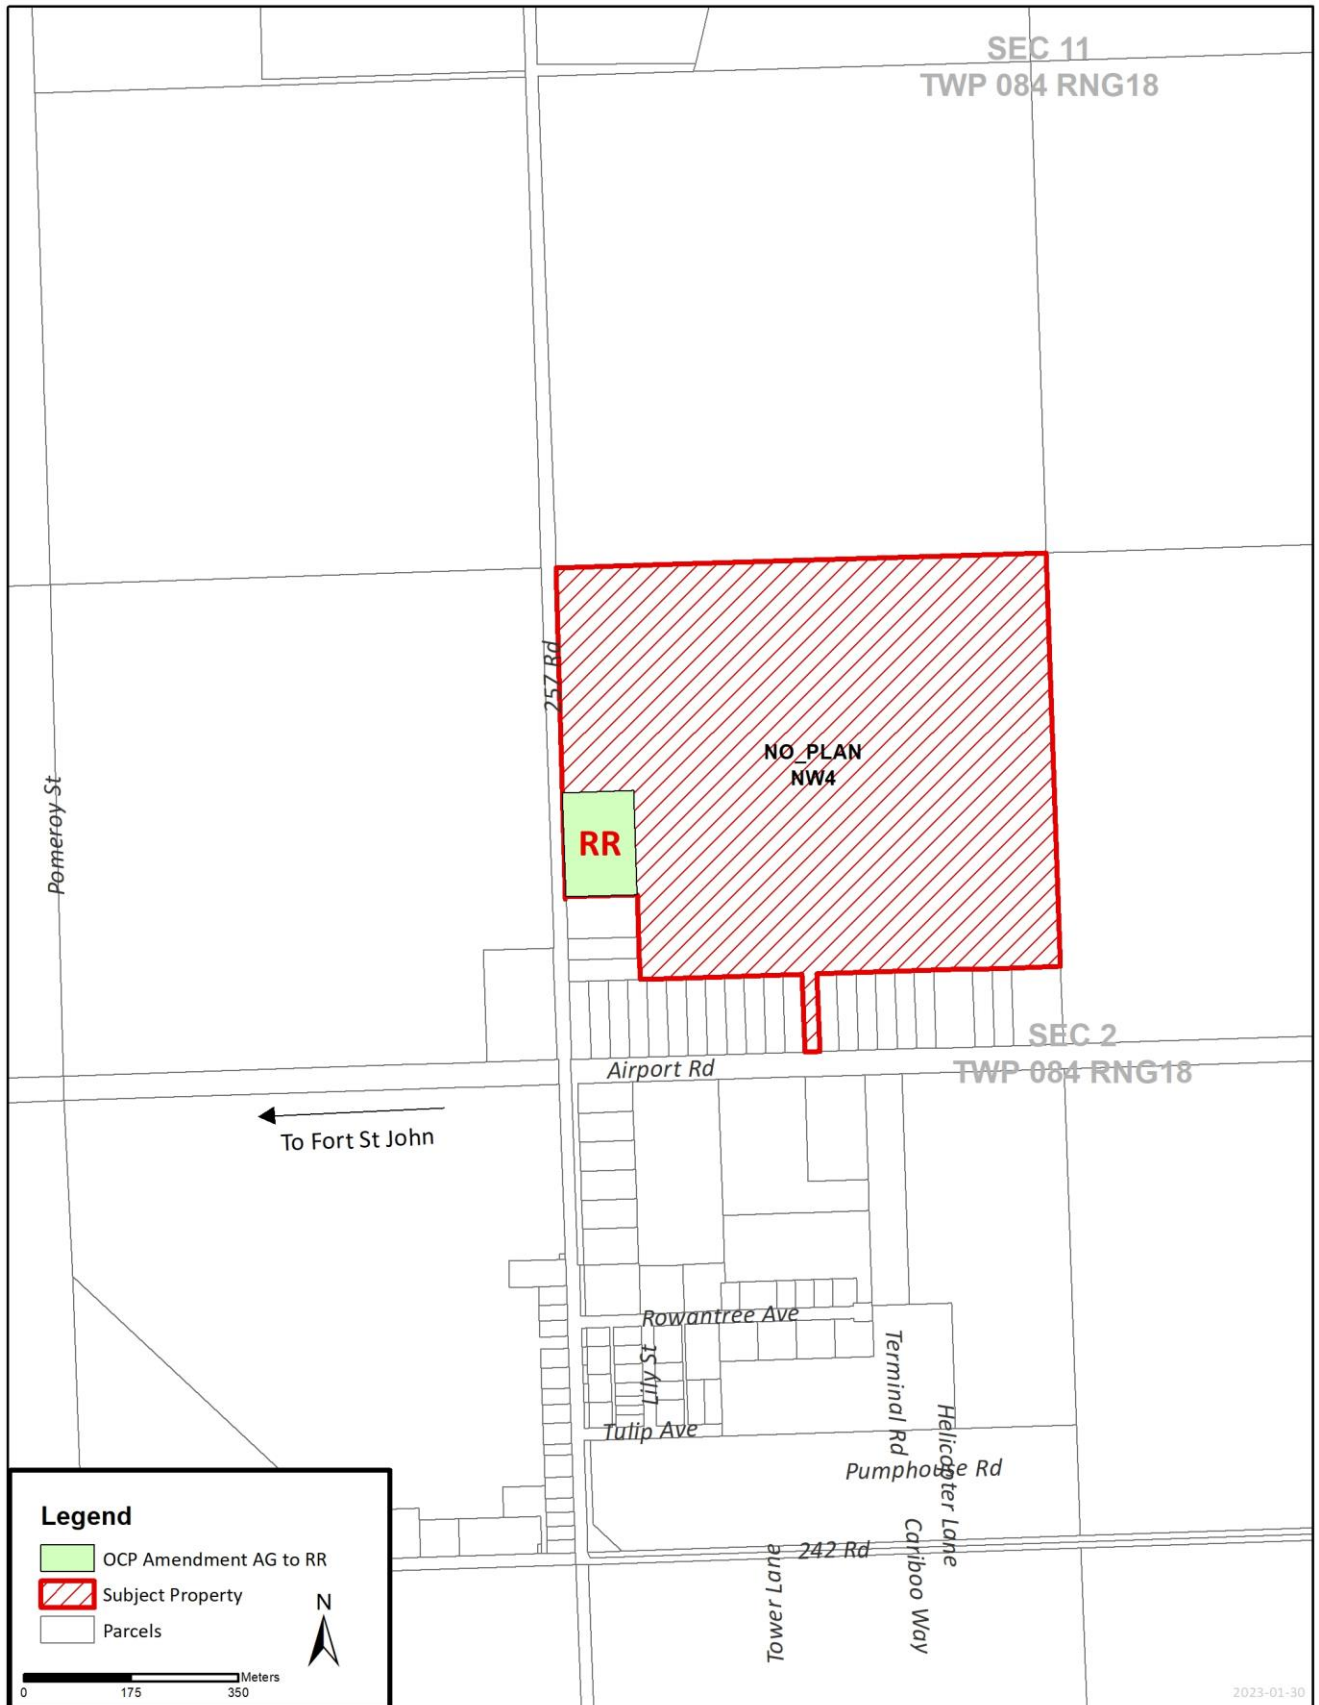 SEC 11
TWP 084 RNG18
257 Rd
NO_PLAN
NW4
Pomeroy St
RR
SEC 2
TWP 084 RNG18
Airport Rd
To Fort St John
Rowantree Ave
Lily St
Terminal Rd
Tulip Ave
Helicopter Lane
Pumphouse Rd
242 Rd
Cariboo Way
Tower Lane
Legend
OCP Amendment AG to RR
Subject Property
Parcels
N
Meters
0 175 350
2023-01-30